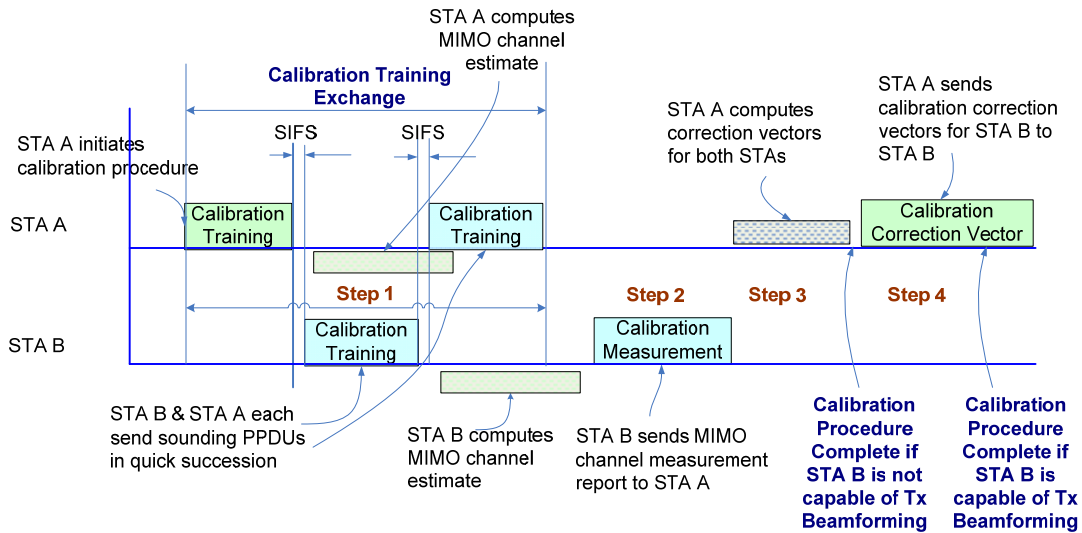 STA A computes
MIMO channel
estimate
Calibration Training
Exchange
STA A initiates
calibration procedure
SIFS
SIFS
STA A computes
correction vectors
for both STAs
STA A sends
calibration correction
vectors for STA B to
STA B
STA A
Calibration
Training
Calibration
Training
Calibration
Correction Vector
Step 1
Step 2
Step 3
Step 4
STA B
Calibration
Training
Calibration
Measurement
STA B & STA A each
send sounding PPDUs
in quick succession
STA B computes
MIMO channel
estimate
STA B sends MIMO
channel measurement
report to STA A
Calibration
Procedure
Complete if
STA B is not
capable of Tx
Beamforming
Calibration
Procedure
Complete if
STA B is
capable of Tx
Beamforming